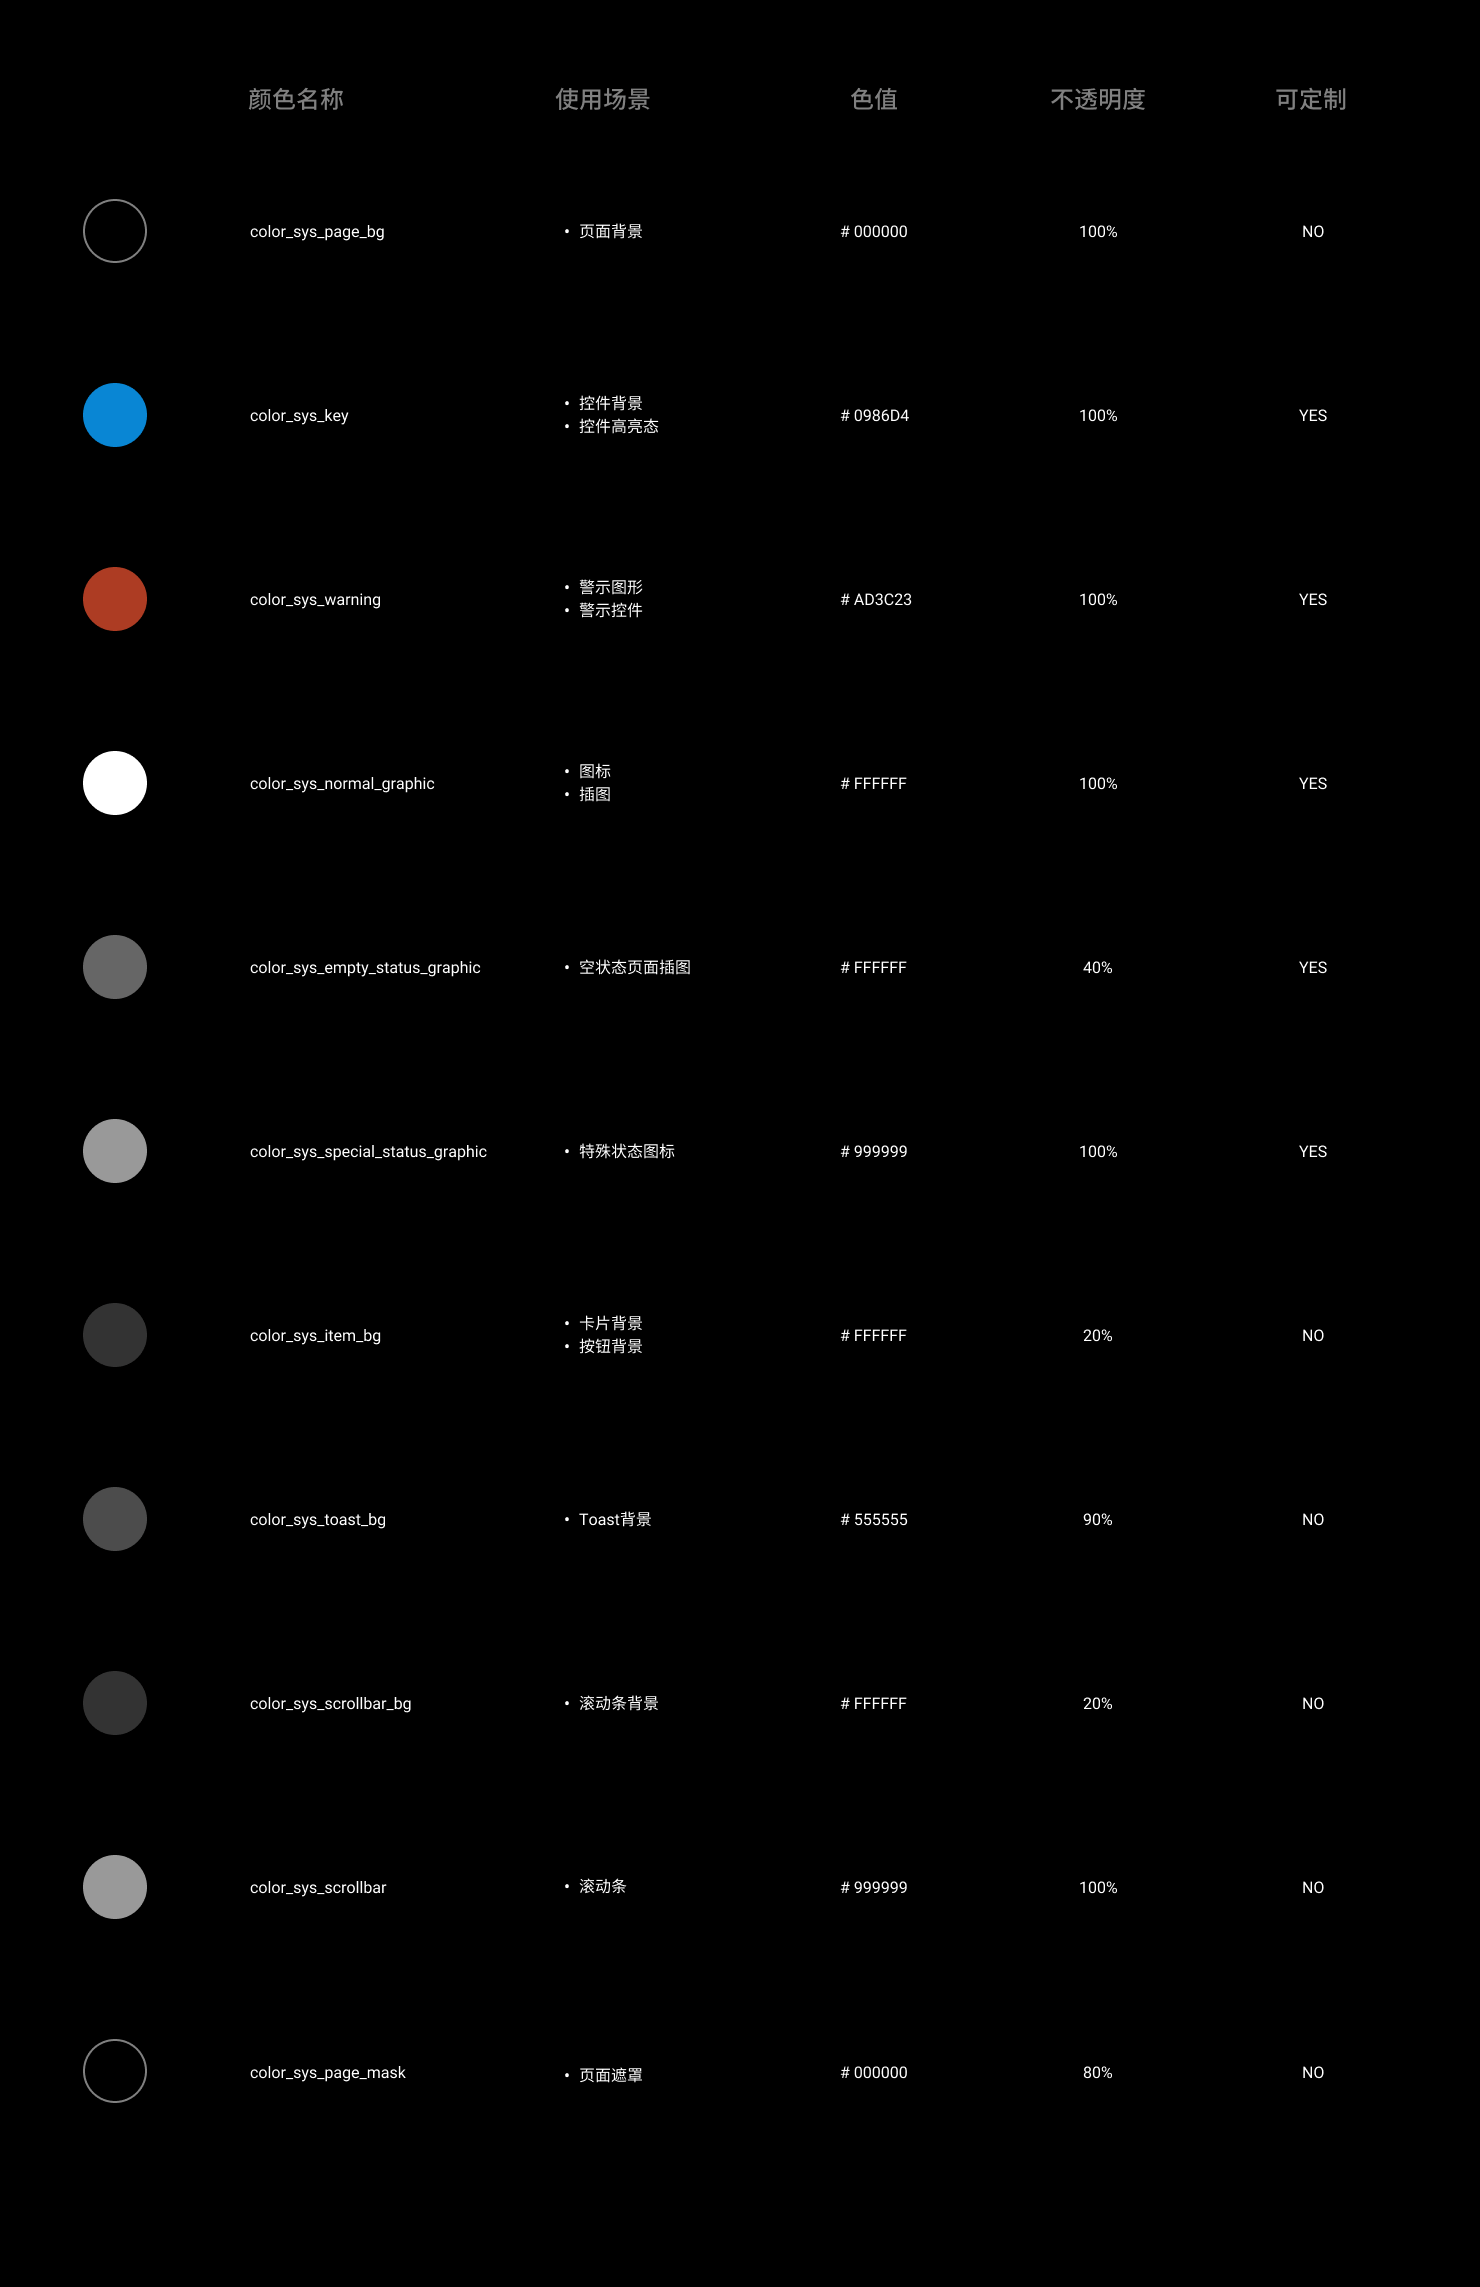 颜色名称 使用场景 色值 不透明度 可定制
color_sys_page_bg • 页面背景 # 000000 100% NO
• 控件背景
color_sys_key # 0986D4 100% YES
• 控件高亮态
• 警示图形
color_sys_warning # AD3C23 100% YES
• 警示控件
• 图标
color_sys_normal_graphic # FFFFFF 100% YES
• 插图
color_sys_empty_status_graphic • 空状态页面插图 # FFFFFF 40% YES
color_sys_special_status_graphic • 特殊状态图标 # 999999 100% YES
• 卡片背景
color_sys_item_bg # FFFFFF 20% NO
• 按钮背景
color_sys_toast_bg • Toast背景 # 555555 90% NO
color_sys_scrollbar_bg • 滚动条背景 # FFFFFF 20% NO
color_sys_scrollbar • 滚动条 # 999999 100% NO
color_sys_page_mask • 页面遮罩 # 000000 80% NO